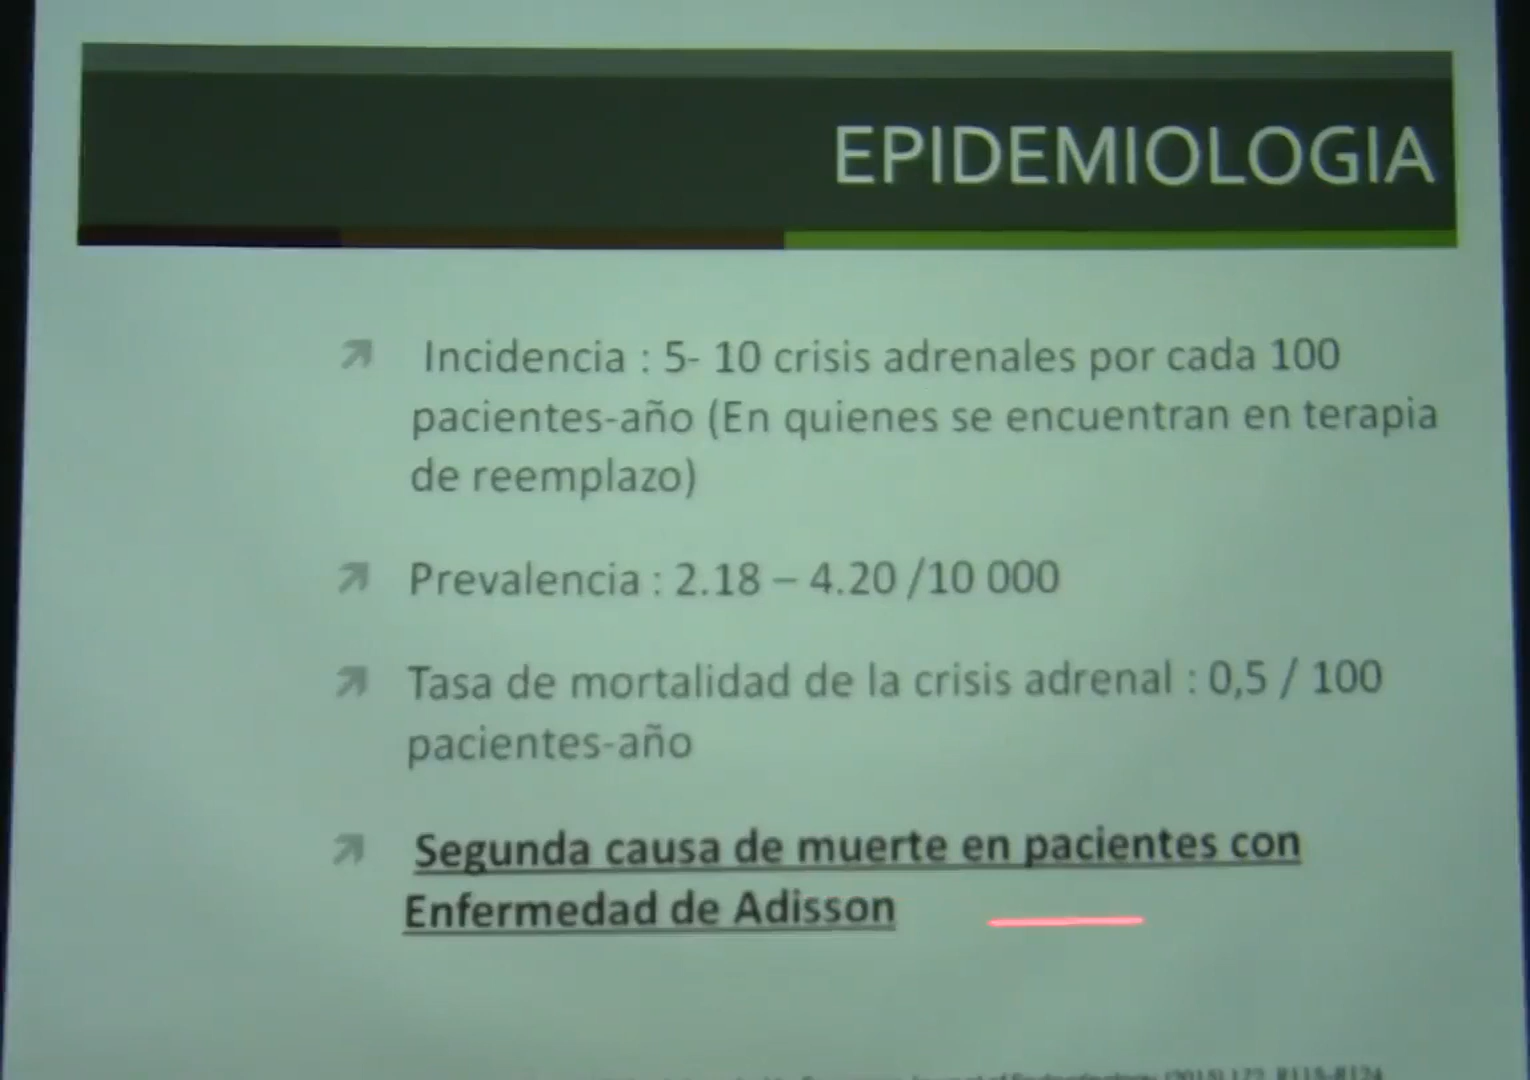 EPIDEMIOLOGIA
Incidencia : 5- 10 crisis adrenales por cada 100
pacientes-año (En quienes se encuentran en terapia
de reemplazo)
Prevalencia : 2.18 – 4.20 /10 000
Tasa de mortalidad de la crisis adrenal : 0,5 / 100
pacientes-año
Segunda causa de muerte en pacientes con
Enfermedad de Adisson